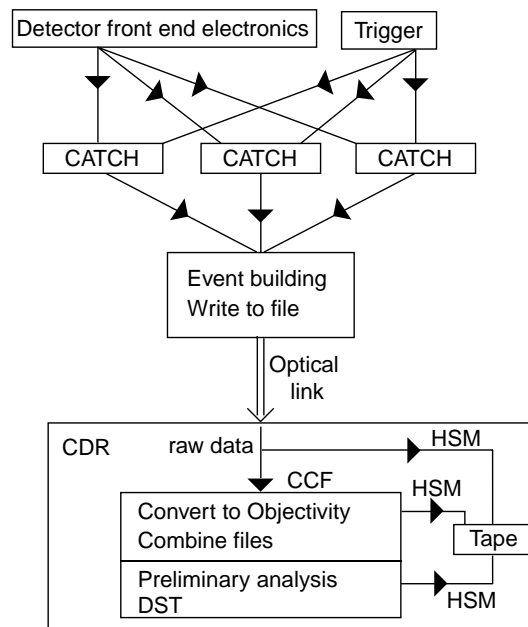 Detector front end electronics
Trigger
CATCH
CATCH
CATCH
Event building
Write to file
Optical
link
CDR
raw data
HSM
CCF
HSM
Convert to Objectivity
Combine files
Tape
Preliminary analysis
DST
HSM